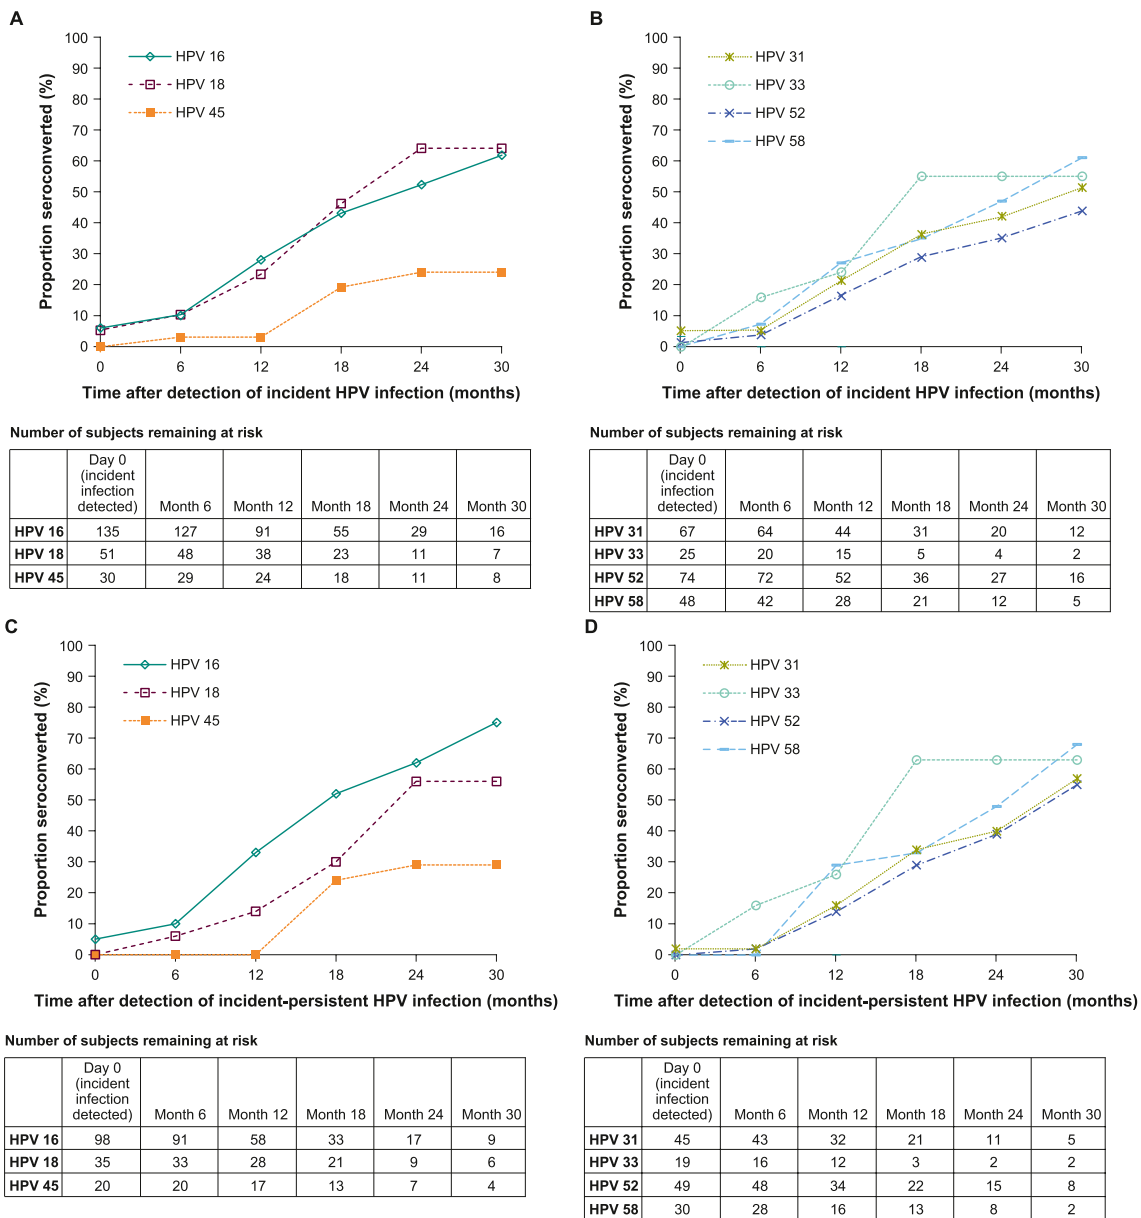 A
100
90
80
70
60
50
40
30
20
10
0
Proportion seroconverted (%)
HPV 16
HPV 18
HPV 45
0 6 12 18 24 30
Time after detection of incident HPV infection (months)
Number of subjects remaining at risk
Day 0 (incident infection detected) Month 6 Month 12 Month 18 Month 24 Month 30
HPV 16 135 127 91 55 29 16
HPV 18 51 48 38 23 11 7
HPV 45 30 29 24 18 11 8
B
100
90
80
70
60
50
40
30
20
10
0
Proportion seroconverted (%)
HPV 31
HPV 33
HPV 52
HPV 58
0 6 12 18 24 30
Time after detection of incident HPV infection (months)
Number of subjects remaining at risk
Day 0 (incident infection detected) Month 6 Month 12 Month 18 Month 24 Month 30
HPV 31 67 64 44 31 20 12
HPV 33 25 20 15 5 4 2
HPV 52 74 72 52 36 27 16
HPV 58 48 42 28 21 12 5
C
100
90
80
70
60
50
40
30
20
10
0
Proportion seroconverted (%)
HPV 16
HPV 18
HPV 45
0 6 12 18 24 30
Time after detection of incident-persistent HPV infection (months)
Number of subjects remaining at risk
Day 0 (incident infection detected) Month 6 Month 12 Month 18 Month 24 Month 30
HPV 16 98 91 58 33 17 9
HPV 18 35 33 28 21 9 6
HPV 45 20 20 17 13 7 4
D
100
90
80
70
60
50
40
30
20
10
0
Proportion seroconverted (%)
HPV 31
HPV 33
HPV 52
HPV 58
0 6 12 18 24 30
Time after detection of incident-persistent HPV infection (months)
Number of subjects remaining at risk
Day 0 (incident infection detected) Month 6 Month 12 Month 18 Month 24 Month 30
HPV 31 45 43 32 21 11 5
HPV 33 19 16 12 3 2 2
HPV 52 49 48 34 22 15 8
HPV 58 30 28 16 13 8 2